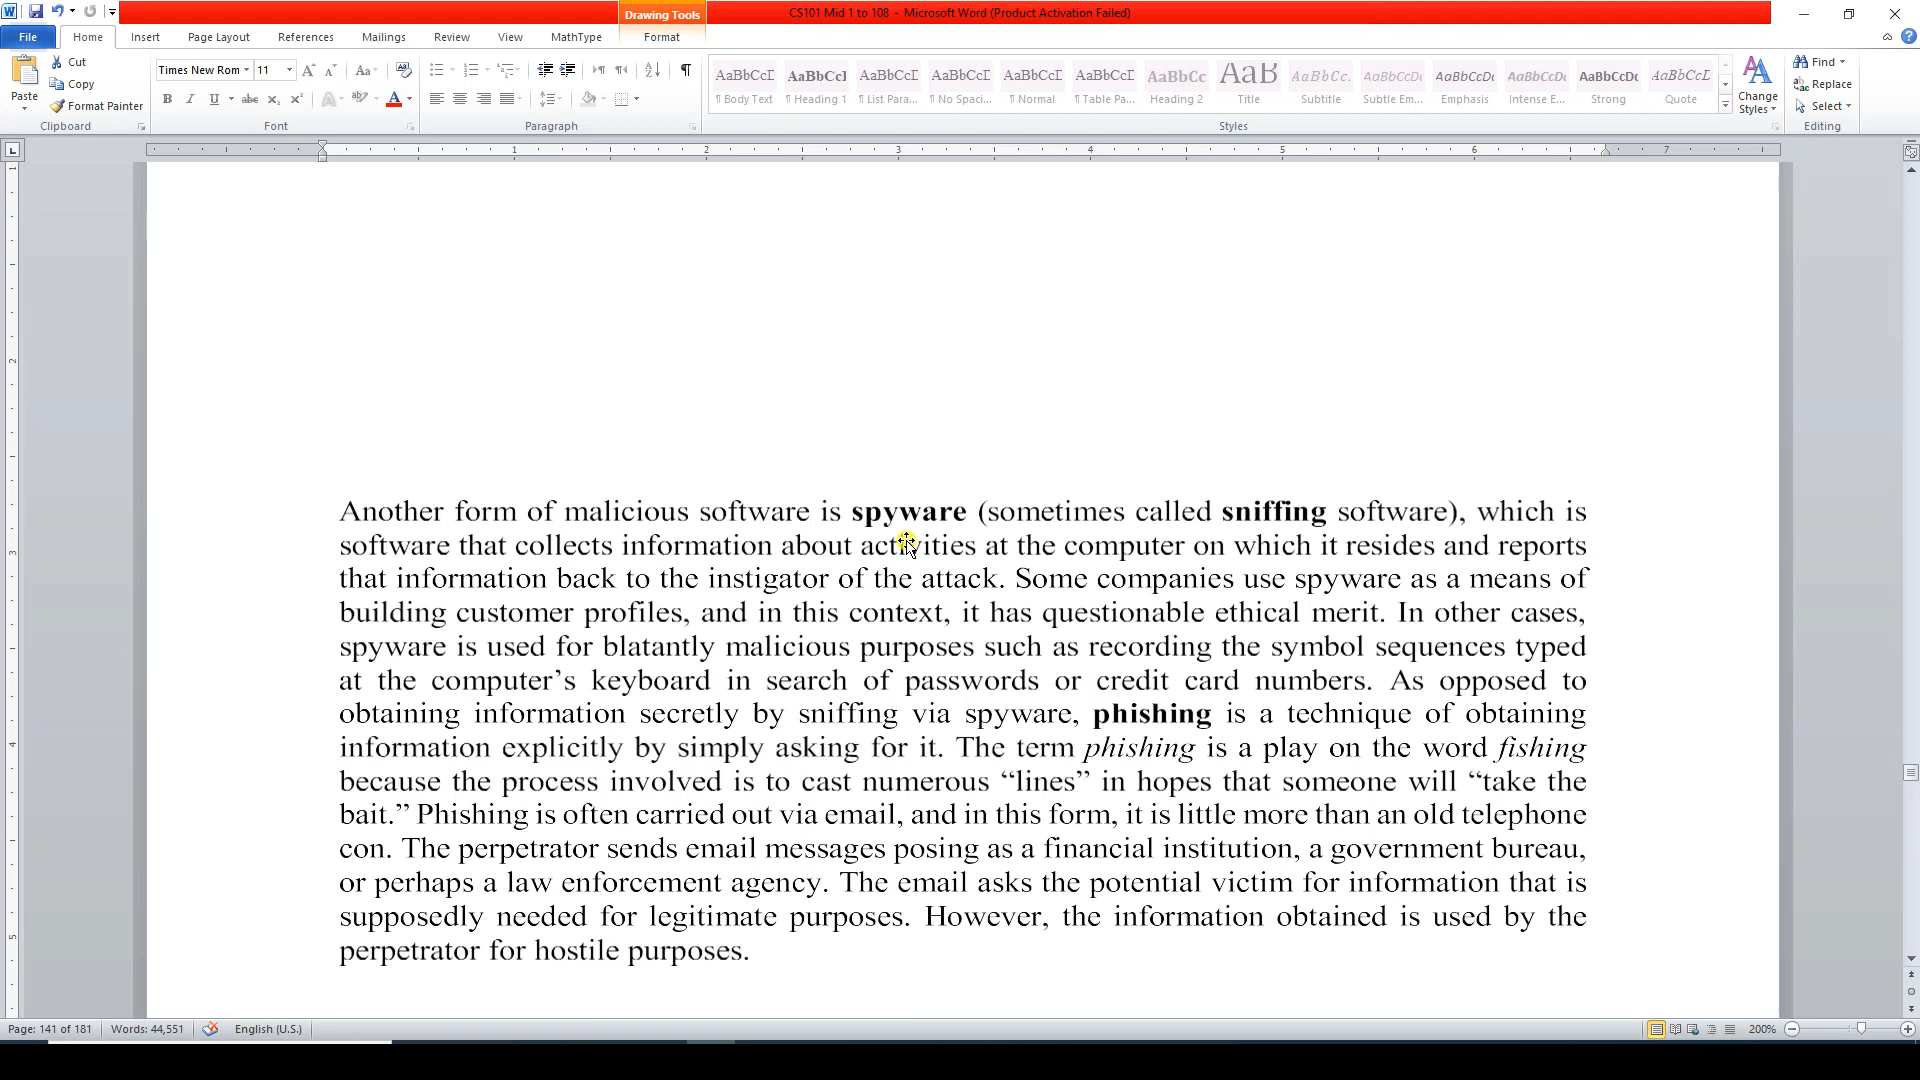 CS101 Mid 1 to 108 - Microsoft Word (Product Activation Failed)
Drawing Tools
File Home Insert Page Layout References Mailings Review View MathType Format
Paste
Cut
Copy
Format Painter
Clipboard
Times New Rom 11
Font
Paragraph
AaBbCcI AaBbCcI AaBbCcI AaBbCcI AaBbCcI AaBbCcI AaBbCc AaB AaBbCc. AaBbCcDc AaBbCcDc AaBbCcDc AaBbCcDc AaBbCcL
¶ Body Text ¶ Heading 1 ¶ List Para... ¶ No Spaci... ¶ Normal ¶ Table Pa... Heading 2 Title Subtitle Subtle Em... Emphasis Intense E... Strong Quote
Change Styles
Styles
Find
Replace
Select
Editing
1 2 3 4 5 6 7
Another form of malicious software is spyware (sometimes called sniffing software), which is
software that collects information about activities at the computer on which it resides and reports
that information back to the instigator of the attack. Some companies use spyware as a means of
building customer profiles, and in this context, it has questionable ethical merit. In other cases,
spyware is used for blatantly malicious purposes such as recording the symbol sequences typed
at the computer’s keyboard in search of passwords or credit card numbers. As opposed to
obtaining information secretly by sniffing via spyware, phishing is a technique of obtaining
information explicitly by simply asking for it. The term phishing is a play on the word fishing
because the process involved is to cast numerous “lines” in hopes that someone will “take the
bait.” Phishing is often carried out via email, and in this form, it is little more than an old telephone
con. The perpetrator sends email messages posing as a financial institution, a government bureau,
or perhaps a law enforcement agency. The email asks the potential victim for information that is
supposedly needed for legitimate purposes. However, the information obtained is used by the
perpetrator for hostile purposes.
Page: 141 of 181 Words: 44,551 English (U.S.) 200%